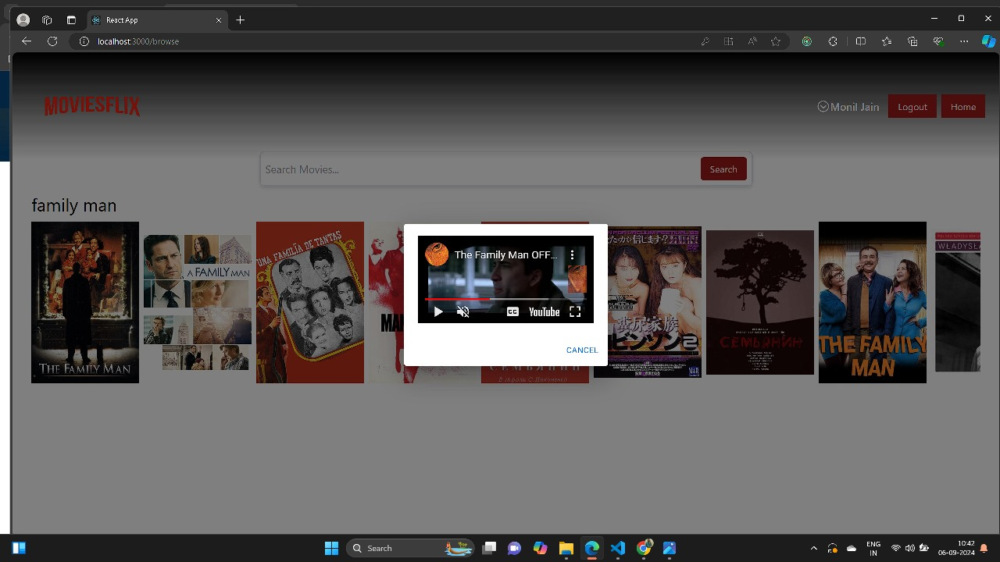 React App
localhost:3000/browse
MOVIESFLIX
Monil Jain
Logout
Home
Search Movies...
Search
family man
THE FAMILY MAN
A FAMILY MAN
UNA FAMILIA DE TANTAS
The Family Man OFF...
CC
YouTube
CANCEL
СЕМЬЯНИН
THE FAMILY
MAN
Search
ENG
IN
10:42
06-09-2024